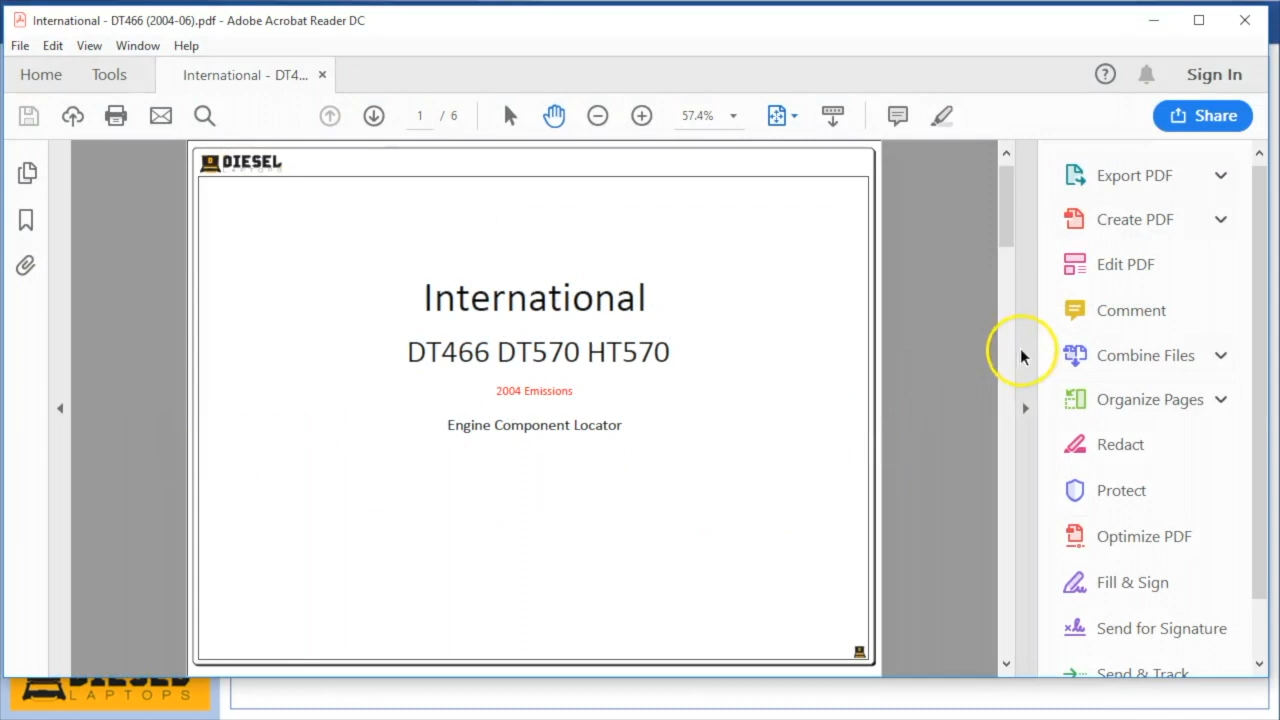 International - DT466 (2004-06).pdf - Adobe Acrobat Reader DC
File Edit View Window Help
Home Tools International - DT4... Sign In
1 / 6 57.4% Share
DIESEL
LAPTOPS
International
DT466 DT570 HT570
2004 Emissions
Engine Component Locator
Export PDF
Create PDF
Edit PDF
Comment
Combine Files
Organize Pages
Redact
Protect
Optimize PDF
Fill & Sign
Send for Signature
Send & Track
DIESEL
LAPTOPS